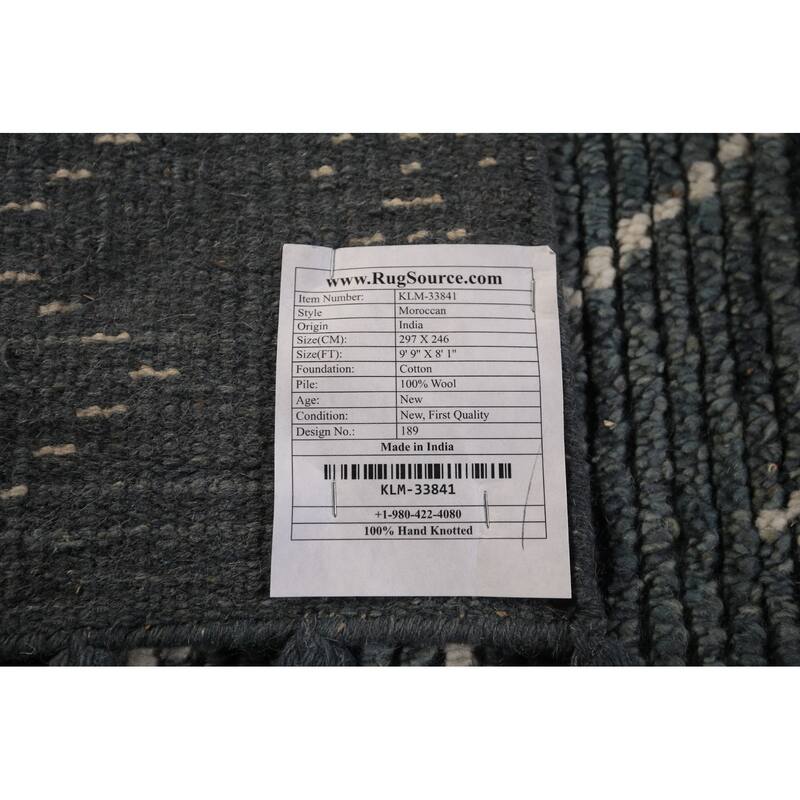 www.RugSource.com
Item Number: KLM-33841
Style Moroccan
Origin India
Size(CM): 297 X 246
Size(FT): 9' 9" X 8' 1"
Foundation: Cotton
Pile: 100% Wool
Age: New
Condition: New, First Quality
Design No.: 189
Made in India
KLM-33841
+1-980-422-4080
100% Hand Knotted